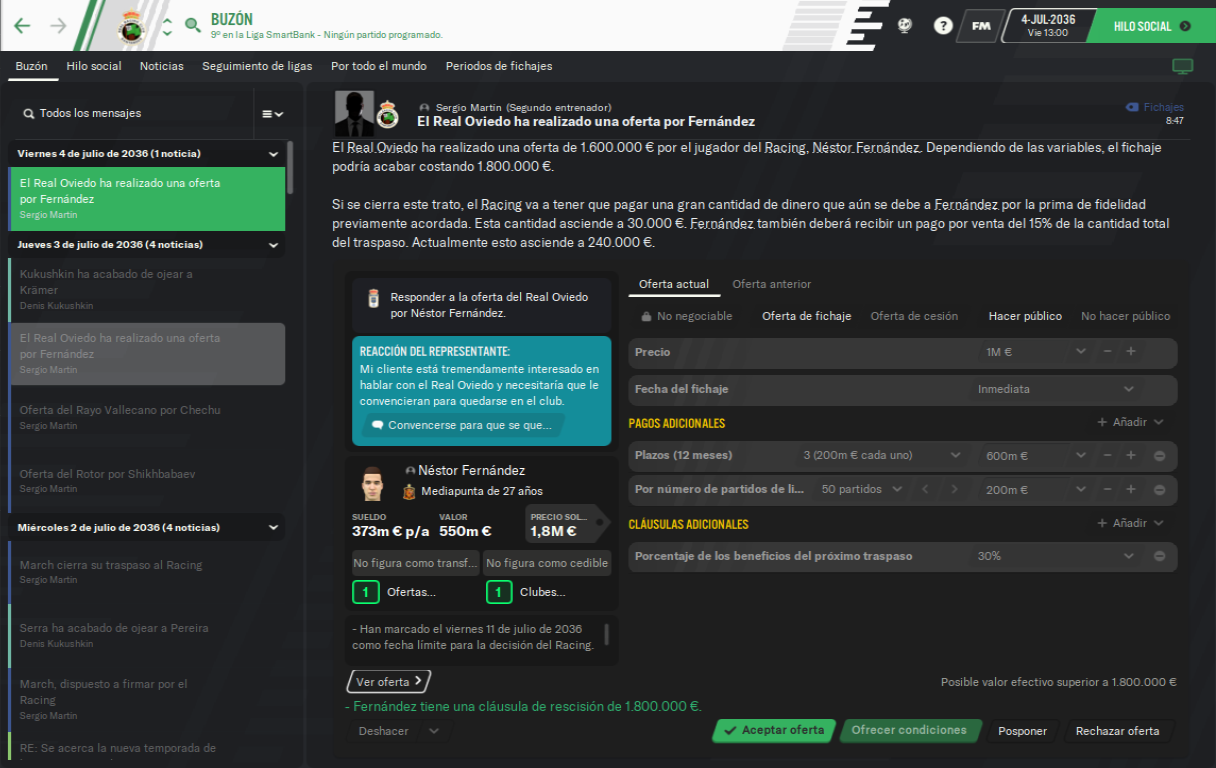 BUZÓN
9º en la Liga SmartBank - Ningún partido programado.
?
FM
4-JUL-2036
Vie 13:00
HILO SOCIAL
Buzón
Hilo social
Noticias
Seguimiento de ligas
Por todo el mundo
Periodos de fichajes
Todos los mensajes
Viernes 4 de julio de 2036 (1 noticia)
El Real Oviedo ha realizado una oferta
por Fernández
Sergio Martín
Jueves 3 de julio de 2036 (4 noticias)
Kukushkin ha acabado de ojear a
Krämer
Denis Kukushkin
El Real Oviedo ha realizado una oferta
por Fernández
Sergio Martín
Oferta del Rayo Vallecano por Chechu
Sergio Martín
Oferta del Rotor por Shikhbabaev
Sergio Martín
Miércoles 2 de julio de 2036 (4 noticias)
March cierra su traspaso al Racing
Sergio Martín
Serra ha acabado de ojear a Pereira
Denis Kukushkin
March, dispuesto a firmar por el
Racing
Sergio Martín
RE: Se acerca la nueva temporada de
Sergio Martín (Segundo entrenador)
El Real Oviedo ha realizado una oferta por Fernández
Fichajes
8:47
El Real Oviedo ha realizado una oferta de 1.600.000 € por el jugador del Racing, Néstor Fernández. Dependiendo de las variables, el fichaje
podría acabar costando 1.800.000 €.
Si se cierra este trato, el Racing va a tener que pagar una gran cantidad de dinero que aún se debe a Fernández por la prima de fidelidad
previamente acordada. Esta cantidad asciende a 30.000 €. Fernández también deberá recibir un pago por venta del 15% de la cantidad total
del traspaso. Actualmente esto asciende a 240.000 €.
Responder a la oferta del Real Oviedo
por Néstor Fernández.
REACCIÓN DEL REPRESENTANTE:
Mi cliente está tremendamente interesado en
hablar con el Real Oviedo y necesitaría que le
convencieran para quedarse en el club.
Convencerse para que se que...
Néstor Fernández
Mediapunta de 27 años
SUELDO
373m € p/a
VALOR
550m €
PRECIO SOL...
1,8M €
No figura como transf...
No figura como cedible
1 Ofertas...
1 Clubes...
- Han marcado el viernes 11 de julio de 2036
como fecha límite para la decisión del Racing.
Oferta actual
Oferta anterior
No negociable
Oferta de fichaje
Oferta de cesión
Hacer público
No hacer público
Precio
1M €
Fecha del fichaje
Inmediata
PAGOS ADICIONALES
Añadir
Plazos (12 meses)
3 (200m € cada uno)
600m €
Por número de partidos de li...
50 partidos
200m €
CLÁUSULAS ADICIONALES
Añadir
Porcentaje de los beneficios del próximo traspaso
30%
Ver oferta
Posible valor efectivo superior a 1.800.000 €
- Fernández tiene una cláusula de rescisión de 1.800.000 €.
Deshacer
Aceptar oferta
Ofrecer condiciones
Posponer
Rechazar oferta